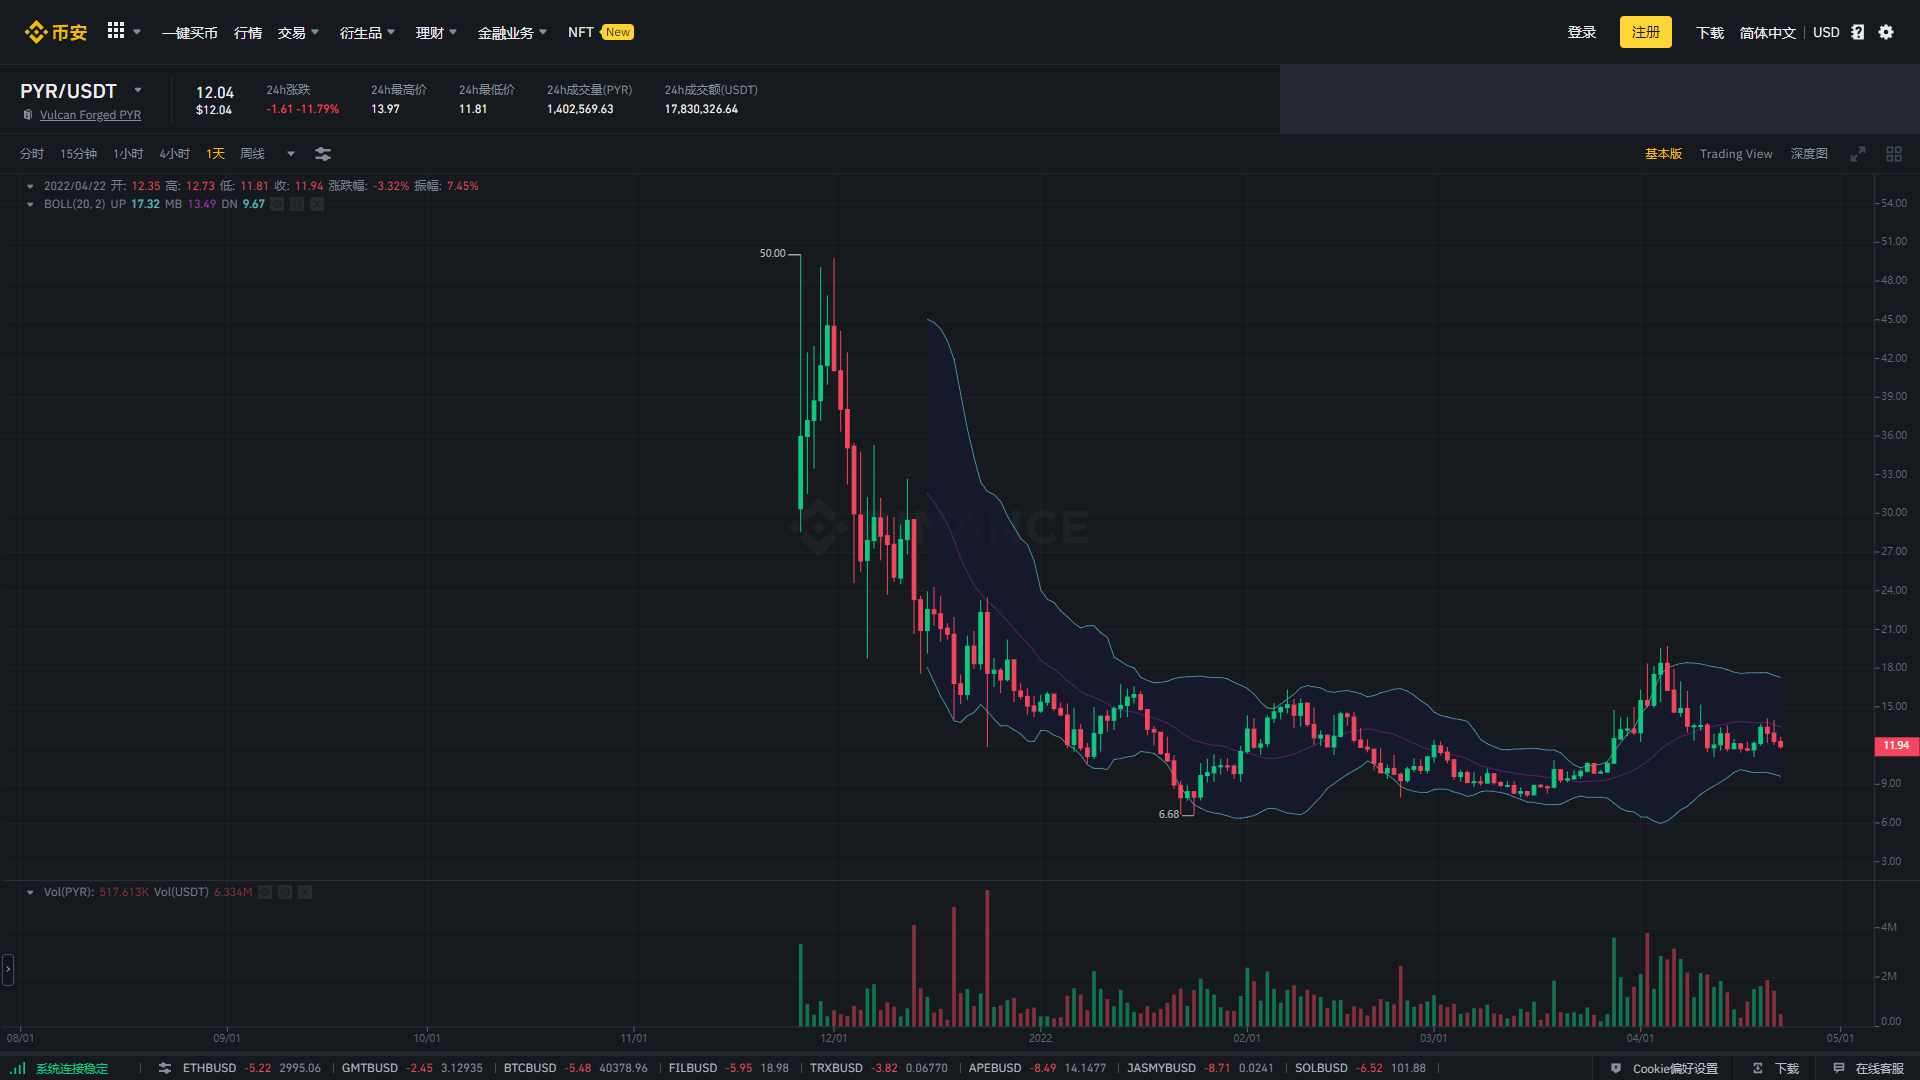 币安 一键买币 行情 交易 衍生品 理财 金融业务 NFT New 登录 注册 下载 简体中文 USD
PYR/USDT
Vulcan Forged PYR
12.04
$12.04
24h涨跌
-1.61 -11.79%
24h最高价
13.97
24h最低价
11.81
24h成交量(PYR)
1,402,569.63
24h成交额(USDT)
17,830,326.64
分时 15分钟 1小时 4小时 1天 周线 基本版 Trading View 深度图
2022/04/22 开: 12.35 高: 12.73 低: 11.81 收: 11.94 涨跌幅: -3.32% 振幅: 7.45%
BOLL(20, 2) UP 17.32 MB 13.49 DN 9.67
54.00
51.00
50.00
48.00
45.00
42.00
39.00
36.00
33.00
30.00
BINANCE
27.00
24.00
21.00
18.00
15.00
11.94
9.00
6.68
6.00
3.00
Vol(PYR): 517.613K Vol(USDT) 6.334M
4M
2M
0.00
08/01 09/01 10/01 11/01 12/01 2022 02/01 03/01 04/01 05/01
系统连接稳定 ETHBUSD -5.22 2995.06 GMTBUSD -2.45 3.12935 BTCBUSD -5.48 40378.96 FILBUSD -5.95 18.98 TRXBUSD -3.82 0.06770 APEBUSD -8.49 14.1477 JASMYBUSD -8.71 0.0241 SOLBUSD -6.52 101.88 Cookie偏好设置 下载 在线客服